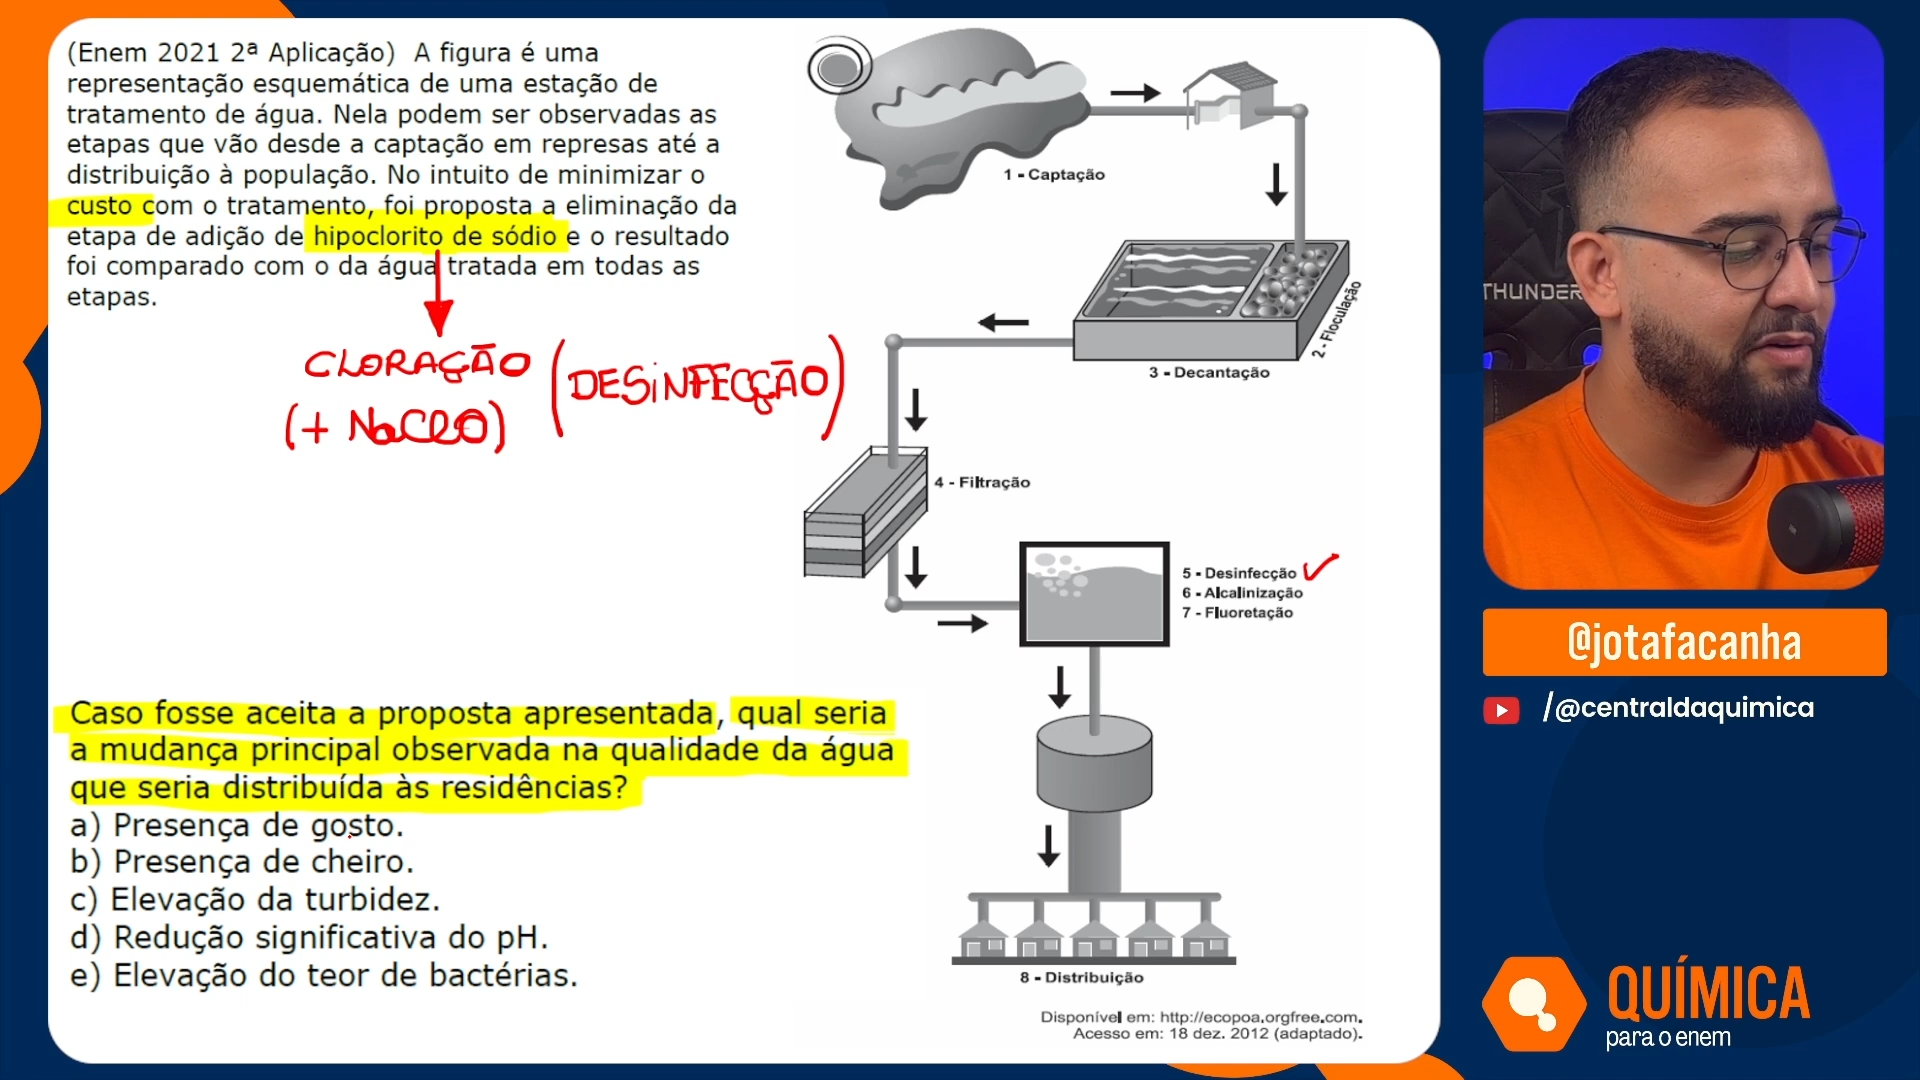 (Enem 2021 2ª Aplicação) A figura é uma
representação esquemática de uma estação de
tratamento de água. Nela podem ser observadas as
etapas que vão desde a captação em represas até a
distribuição à população. No intuito de minimizar o
custo com o tratamento, foi proposta a eliminação da
etapa de adição de hipoclorito de sódio e o resultado
foi comparado com o da água tratada em todas as
etapas.
CLORAÇÃO (DESINFECÇÃO)
(+ NaClO)
1 - Captação
2 - Floculação
3 - Decantação
4 - Filtração
5 - Desinfecção
6 - Alcalinização
7 - Fluoretação
8 - Distribuição
Disponível em: http://ecopoa.orgfree.com.
Acesso em: 18 dez. 2012 (adaptado).
Caso fosse aceita a proposta apresentada, qual seria
a mudança principal observada na qualidade da água
que seria distribuída às residências?
a) Presença de gosto.
b) Presença de cheiro.
c) Elevação da turbidez.
d) Redução significativa do pH.
e) Elevação do teor de bactérias.
THUNDER
@jotafacanha
/@centraldaquimica
QUÍMICA
para o enem